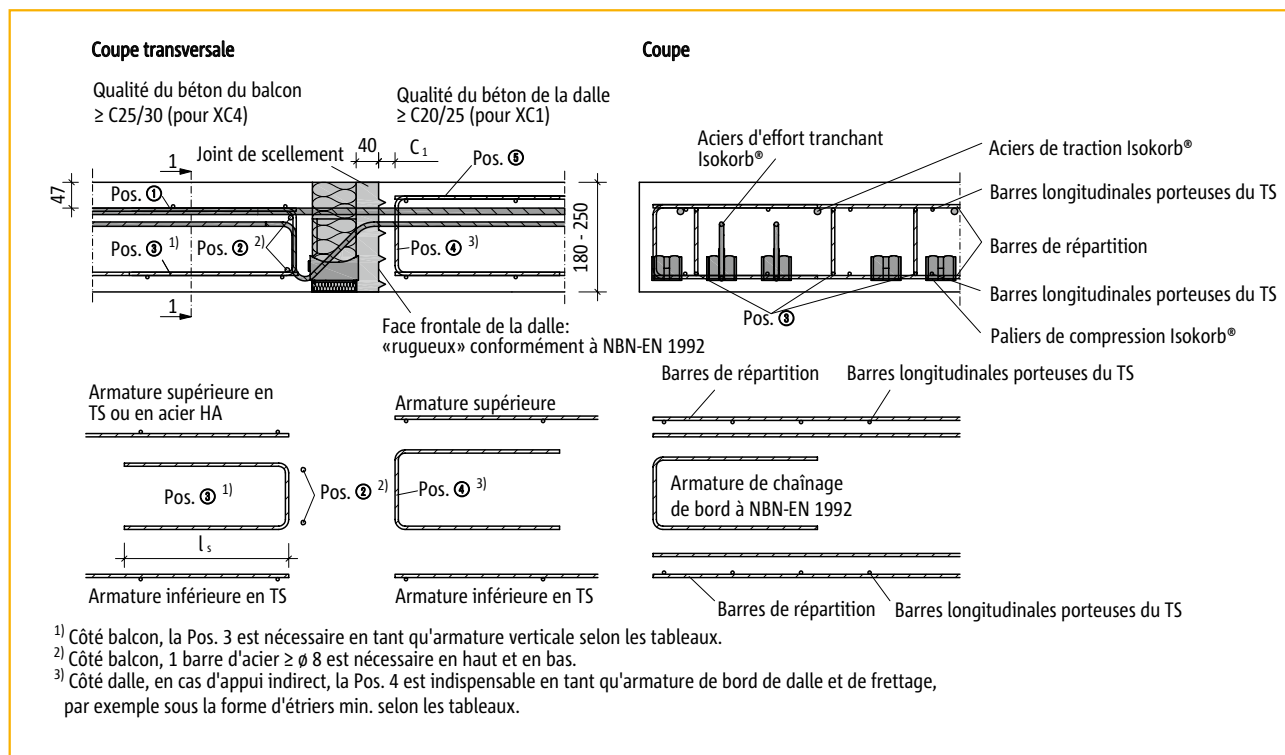 Coupe transversale
Qualité du béton du balcon
≥ C25/30 (pour XC4)
Qualité du béton de la dalle
≥ C20/25 (pour XC1)
Joint de scellement
40
C1
Pos. ⑤
1
47
Pos. ①
Pos. ③ 1)
Pos. ② 2)
Pos. ④ 3)
180 - 250
1
Face frontale de la dalle:
«rugueux» conformément à NBN-EN 1992
Coupe
Aciers d'effort tranchant
Isokorb®
Aciers de traction Isokorb®
Barres longitudinales porteuses du TS
Barres de répartition
Barres longitudinales porteuses du TS
Pos. ③
Paliers de compression Isokorb®
Armature supérieure en
TS ou en acier HA
Pos. ③ 1)
Pos. ② 2)
ls
Armature inférieure en TS
Armature supérieure
Pos. ④ 3)
Armature inférieure en TS
Barres de répartition
Barres longitudinales porteuses du TS
Armature de chaînage
de bord à NBN-EN 1992
Barres de répartition
Barres longitudinales porteuses du TS
1) Côté balcon, la Pos. 3 est nécessaire en tant qu'armature verticale selon les tableaux.
2) Côté balcon, 1 barre d'acier ≥ ø 8 est nécessaire en haut et en bas.
3) Côté dalle, en cas d'appui indirect, la Pos. 4 est indispensable en tant qu'armature de bord de dalle et de frettage,
par exemple sous la forme d'étriers min. selon les tableaux.